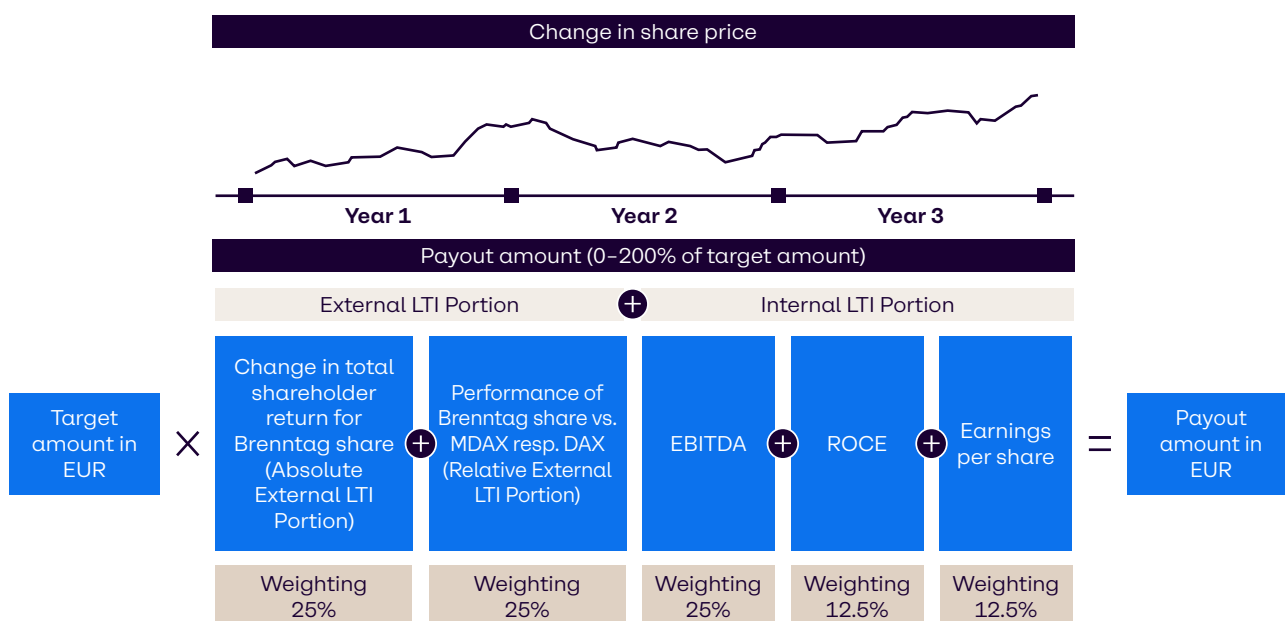 Change in share price
Year 1
Year 2
Year 3
Payout amount (0–200% of target amount)
External LTI Portion
+
Internal LTI Portion
Target
amount in
EUR
×
Change in total
shareholder
return for
Brenntag share
(Absolute
External LTI
Portion)
+
Performance of
Brenntag share vs.
MDAX resp. DAX
(Relative External
LTI Portion)
EBITDA
+
ROCE
+
Earnings
per share
=
Payout
amount in
EUR
Weighting
25%
Weighting
25%
Weighting
25%
Weighting
12.5%
Weighting
12.5%